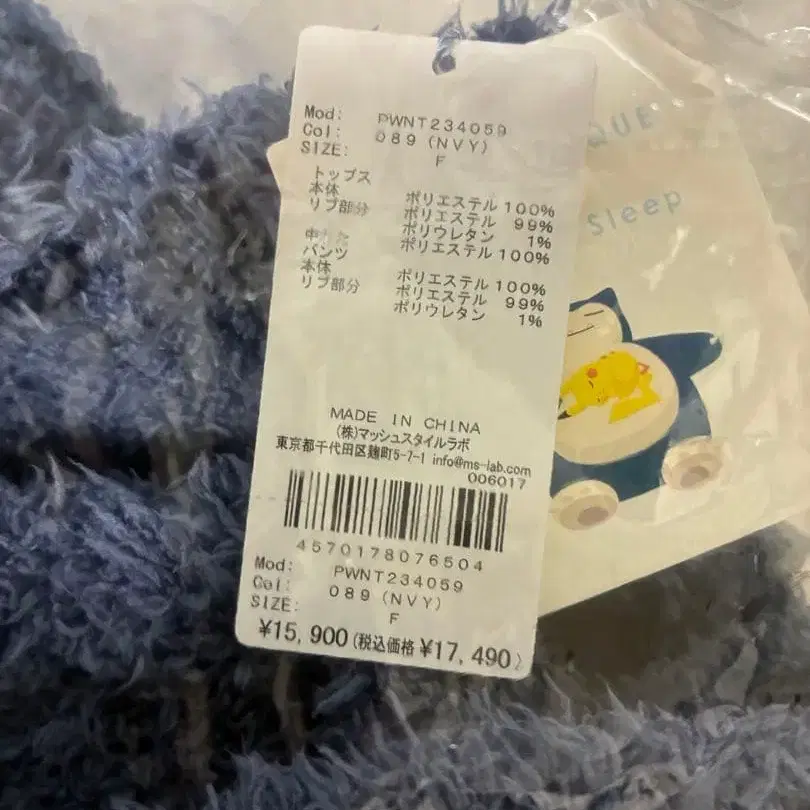 Mod: PWNT234059
Col: 089 (NVY)
SIZE: F
トップス
本体 ポリエステル 100%
リブ部分 ポリエステル 99%
ポリウレタン 1%
中わた ポリエステル 100%
パンツ
本体 ポリエステル 100%
リブ部分 ポリエステル 99%
ポリウレタン 1%
MADE IN CHINA
(株)マッシュスタイルラボ
東京都千代田区麹町5-7-1 info@ms-lab.com
006017
4570178076504
Mod: PWNT234059
Col: 089 (NVY)
SIZE: F
¥15,900 (税込価格 ¥17,490)
QUE
Sleep